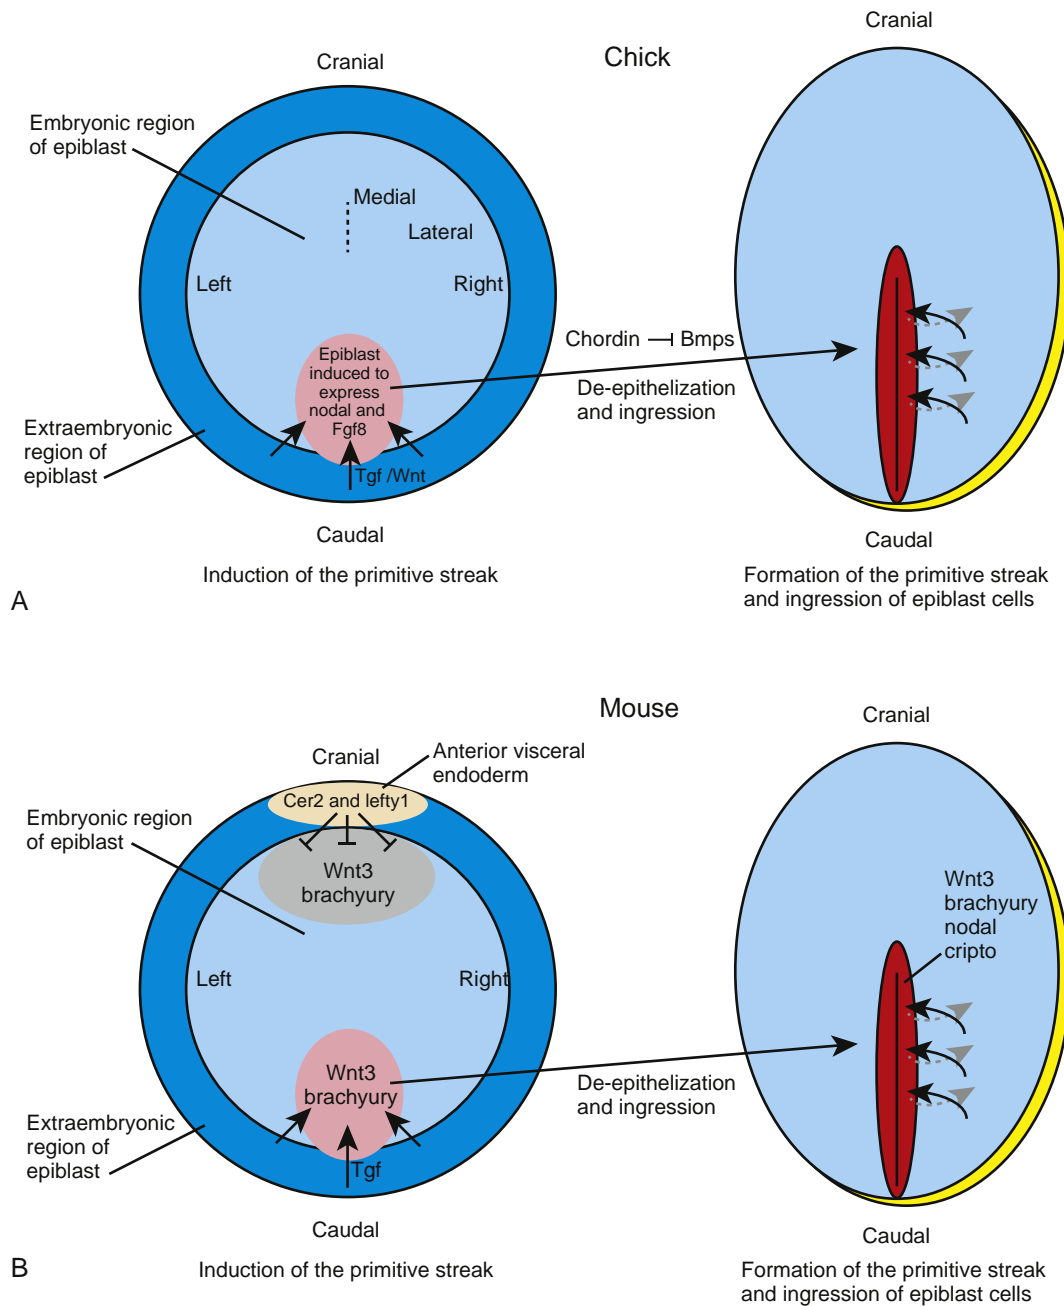 Chick
Cranial
Embryonic region
of epiblast
Medial
Lateral
Left
Right
Epiblast
induced to
express
nodal and
Fgf8
Tgf /Wnt
Extraembryonic
region of
epiblast
Caudal
Induction of the primitive streak
Chordin
Bmps
De-epithelization
and ingression
Cranial
Caudal
Formation of the primitive streak
and ingression of epiblast cells
A
Mouse
Cranial
Anterior visceral
endoderm
Cer2 and lefty1
Embryonic region
of epiblast
Wnt3
brachyury
Left
Right
Wnt3
brachyury
Tgf
Extraembryonic
region of
epiblast
Caudal
Induction of the primitive streak
De-epithelization
and ingression
Cranial
Wnt3
brachyury
nodal
cripto
Caudal
Formation of the primitive streak
and ingression of epiblast cells
B